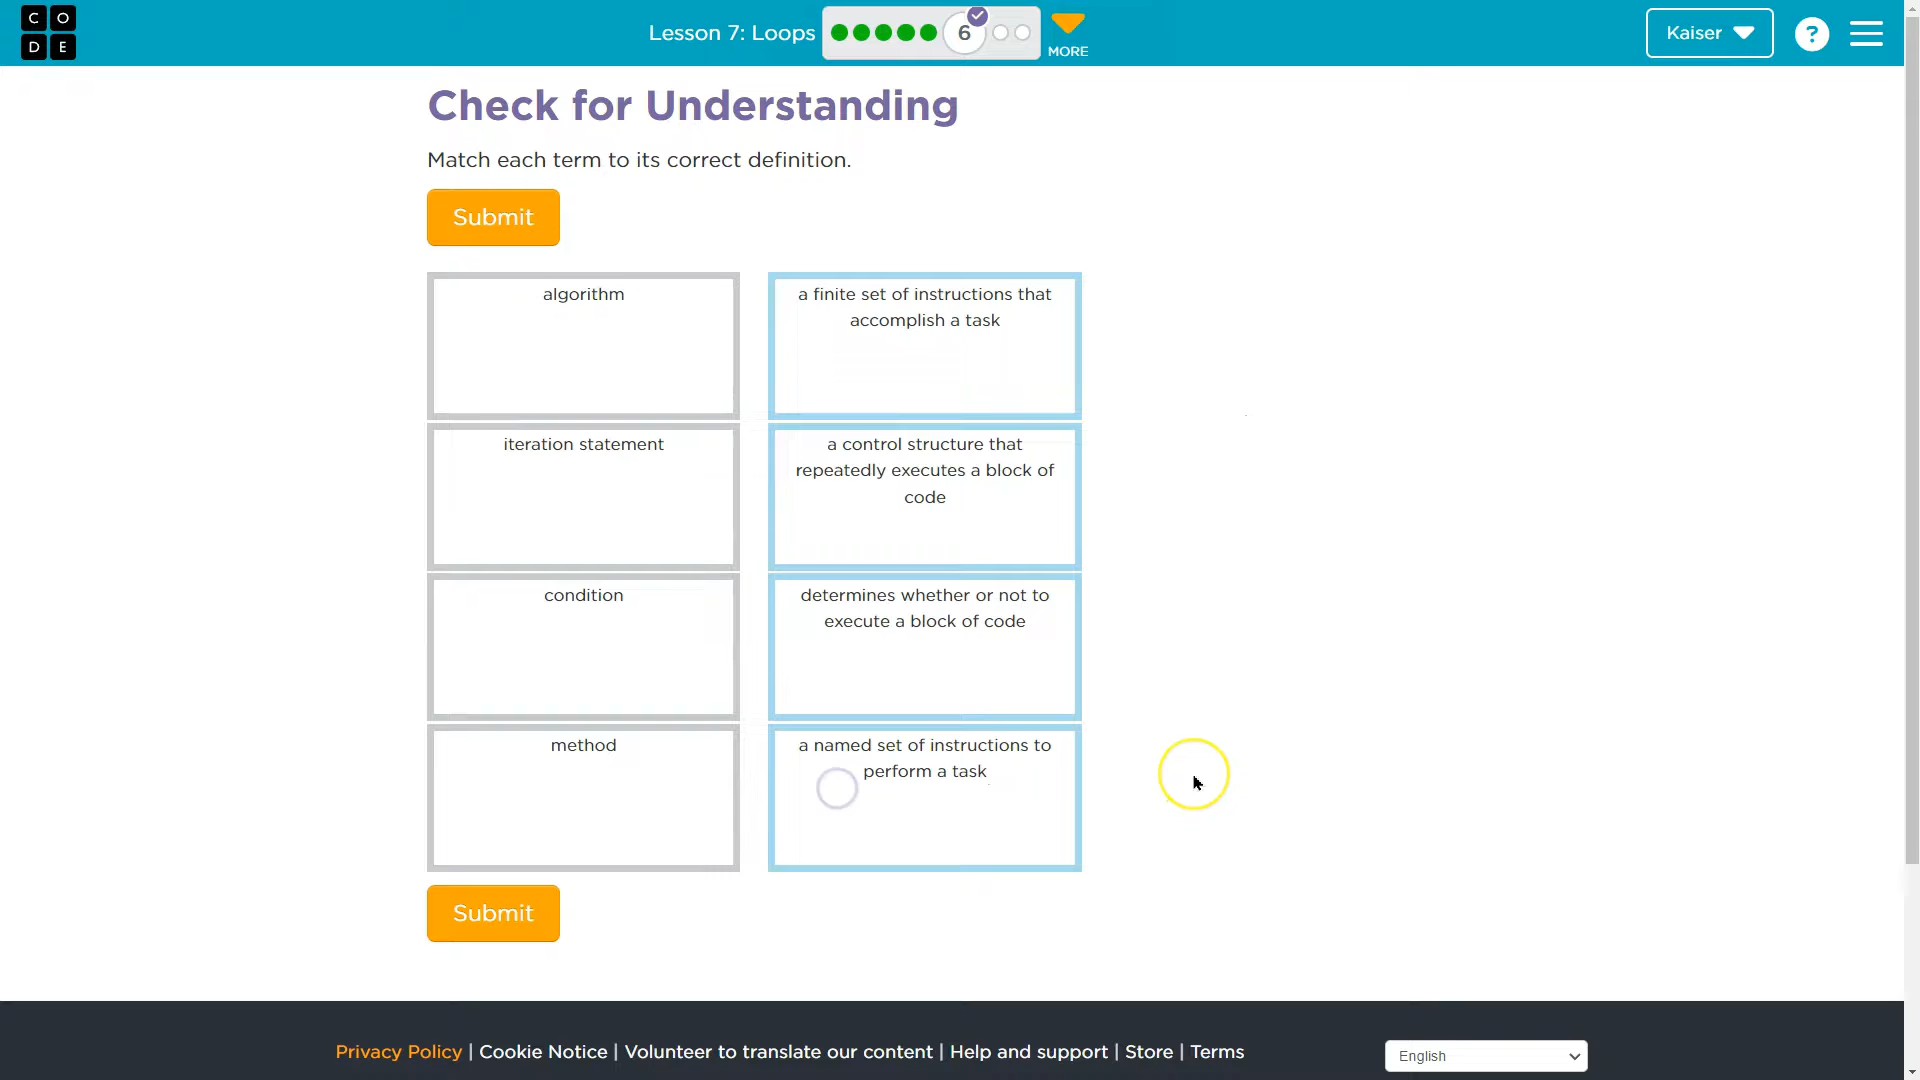 C O
D E
Lesson 7: Loops
6
MORE
Kaiser
?
Check for Understanding
Match each term to its correct definition.
Submit
algorithm
a finite set of instructions that
accomplish a task
iteration statement
a control structure that
repeatedly executes a block of
code
condition
determines whether or not to
execute a block of code
method
a named set of instructions to
perform a task
Submit
Privacy Policy | Cookie Notice | Volunteer to translate our content | Help and support | Store | Terms
English